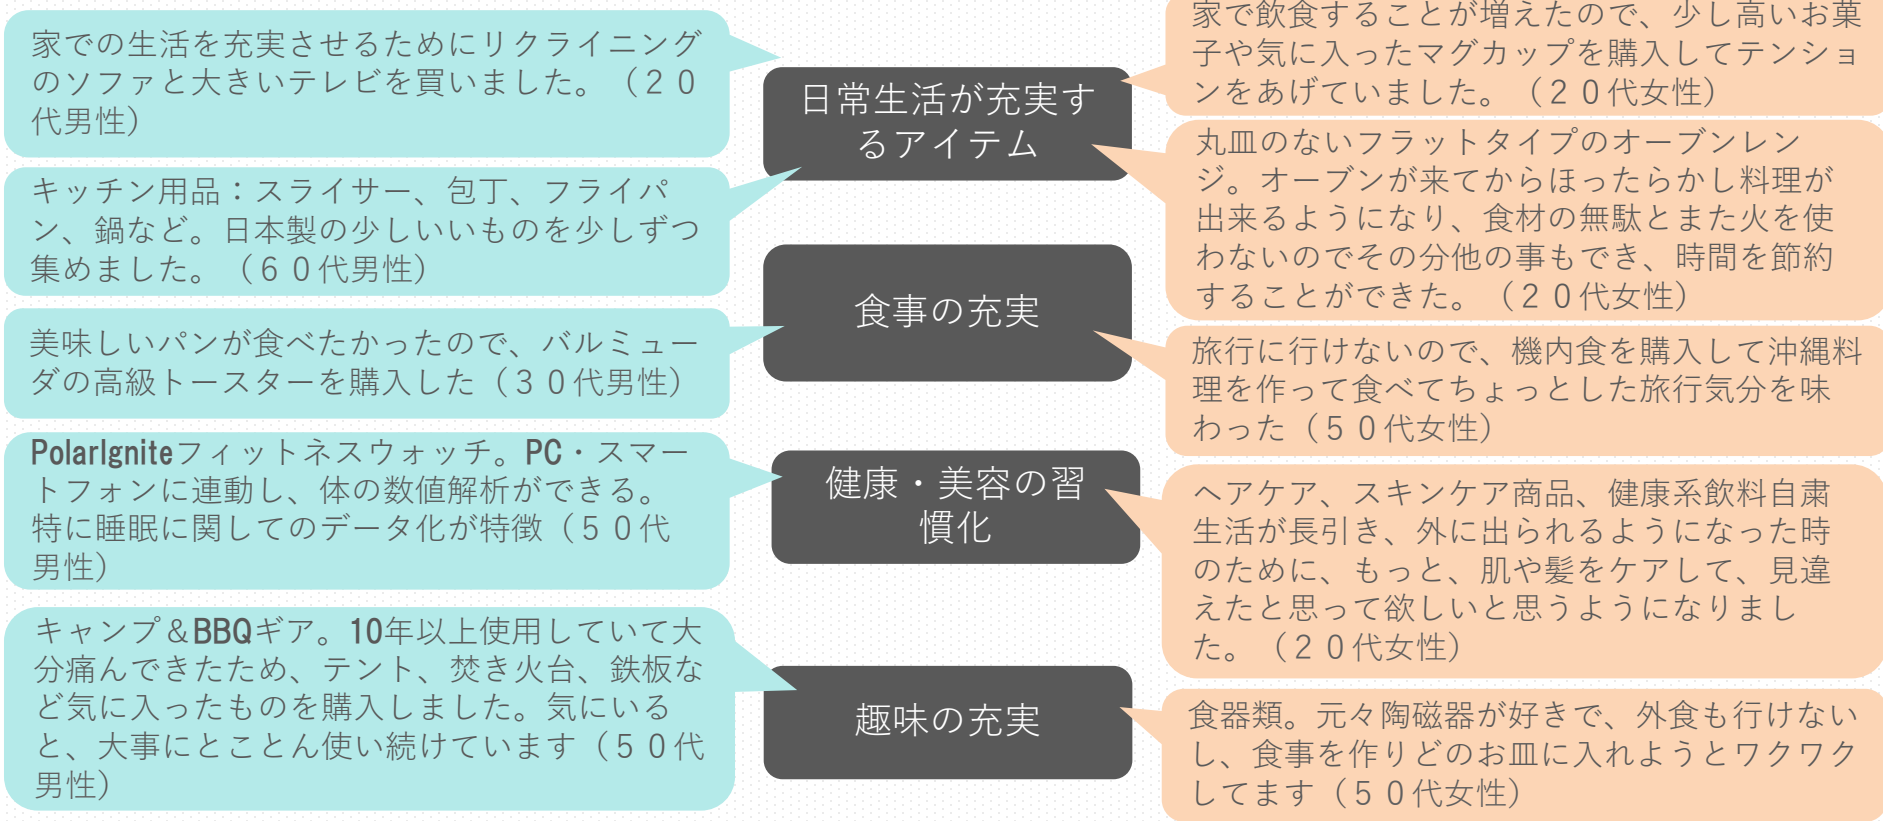 家での生活を充実させるためにリクライニング
のソファと大きいテレビを買いました。（２０
代男性）
キッチン用品：スライサー、包丁、フライパ
ン、鍋など。日本製の少しいいものを少しずつ
集めました。（６０代男性）
美味しいパンが食べたかったので、バルミュー
ダの高級トースターを購入した（３０代男性）
PolarIgniteフィットネスウォッチ。PC・スマー
トフォンに連動し、体の数値解析ができる。
特に睡眠に関してのデータ化が特徴（５０代
男性）
キャンプ＆BBQギア。10年以上使用していて大
分痛んできたため、テント、焚き火台、鉄板な
ど気に入ったものを購入しました。気にいる
と、大事にとことん使い続けています（５０代
男性）
日常生活が充実す
るアイテム
食事の充実
健康・美容の習
慣化
趣味の充実
家で飲食することが増えたので、少し高いお菓
子や気に入ったマグカップを購入してテンショ
ンをあげていました。（２０代女性）
丸皿のないフラットタイプのオーブンレン
ジ。オーブンが来てからほったらかし料理が
出来るようになり、食材の無駄とまた火を使
わないのでその分他の事もでき、時間を節約
することができた。（２０代女性）
旅行に行けないので、機内食を購入して沖縄料
理を作って食べてちょっとした旅行気分を味
わった（５０代女性）
ヘアケア、スキンケア商品、健康系飲料自粛
生活が長引き、外に出られるようになった時
のために、もっと、肌や髪をケアして、見違
えたと思って欲しいと思うようになりまし
た。（２０代女性）
食器類。元々陶磁器が好きで、外食も行けない
し、食事を作りどのお皿に入れようとワクワク
してます（５０代女性）